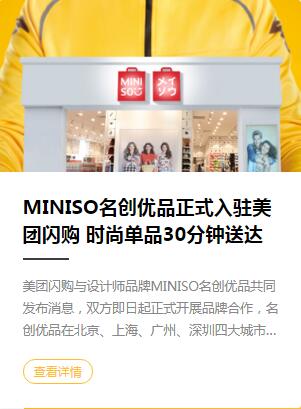 MINI
SO
メイ
ソウ
MINISO名创优品正式入驻美
团闪购 时尚单品30分钟送达
美团闪购与设计师品牌MINISO名创优品共同
发布消息，双方即日起正式开展品牌合作，名
创优品在北京、上海、广州、深圳四大城市...
查看详情